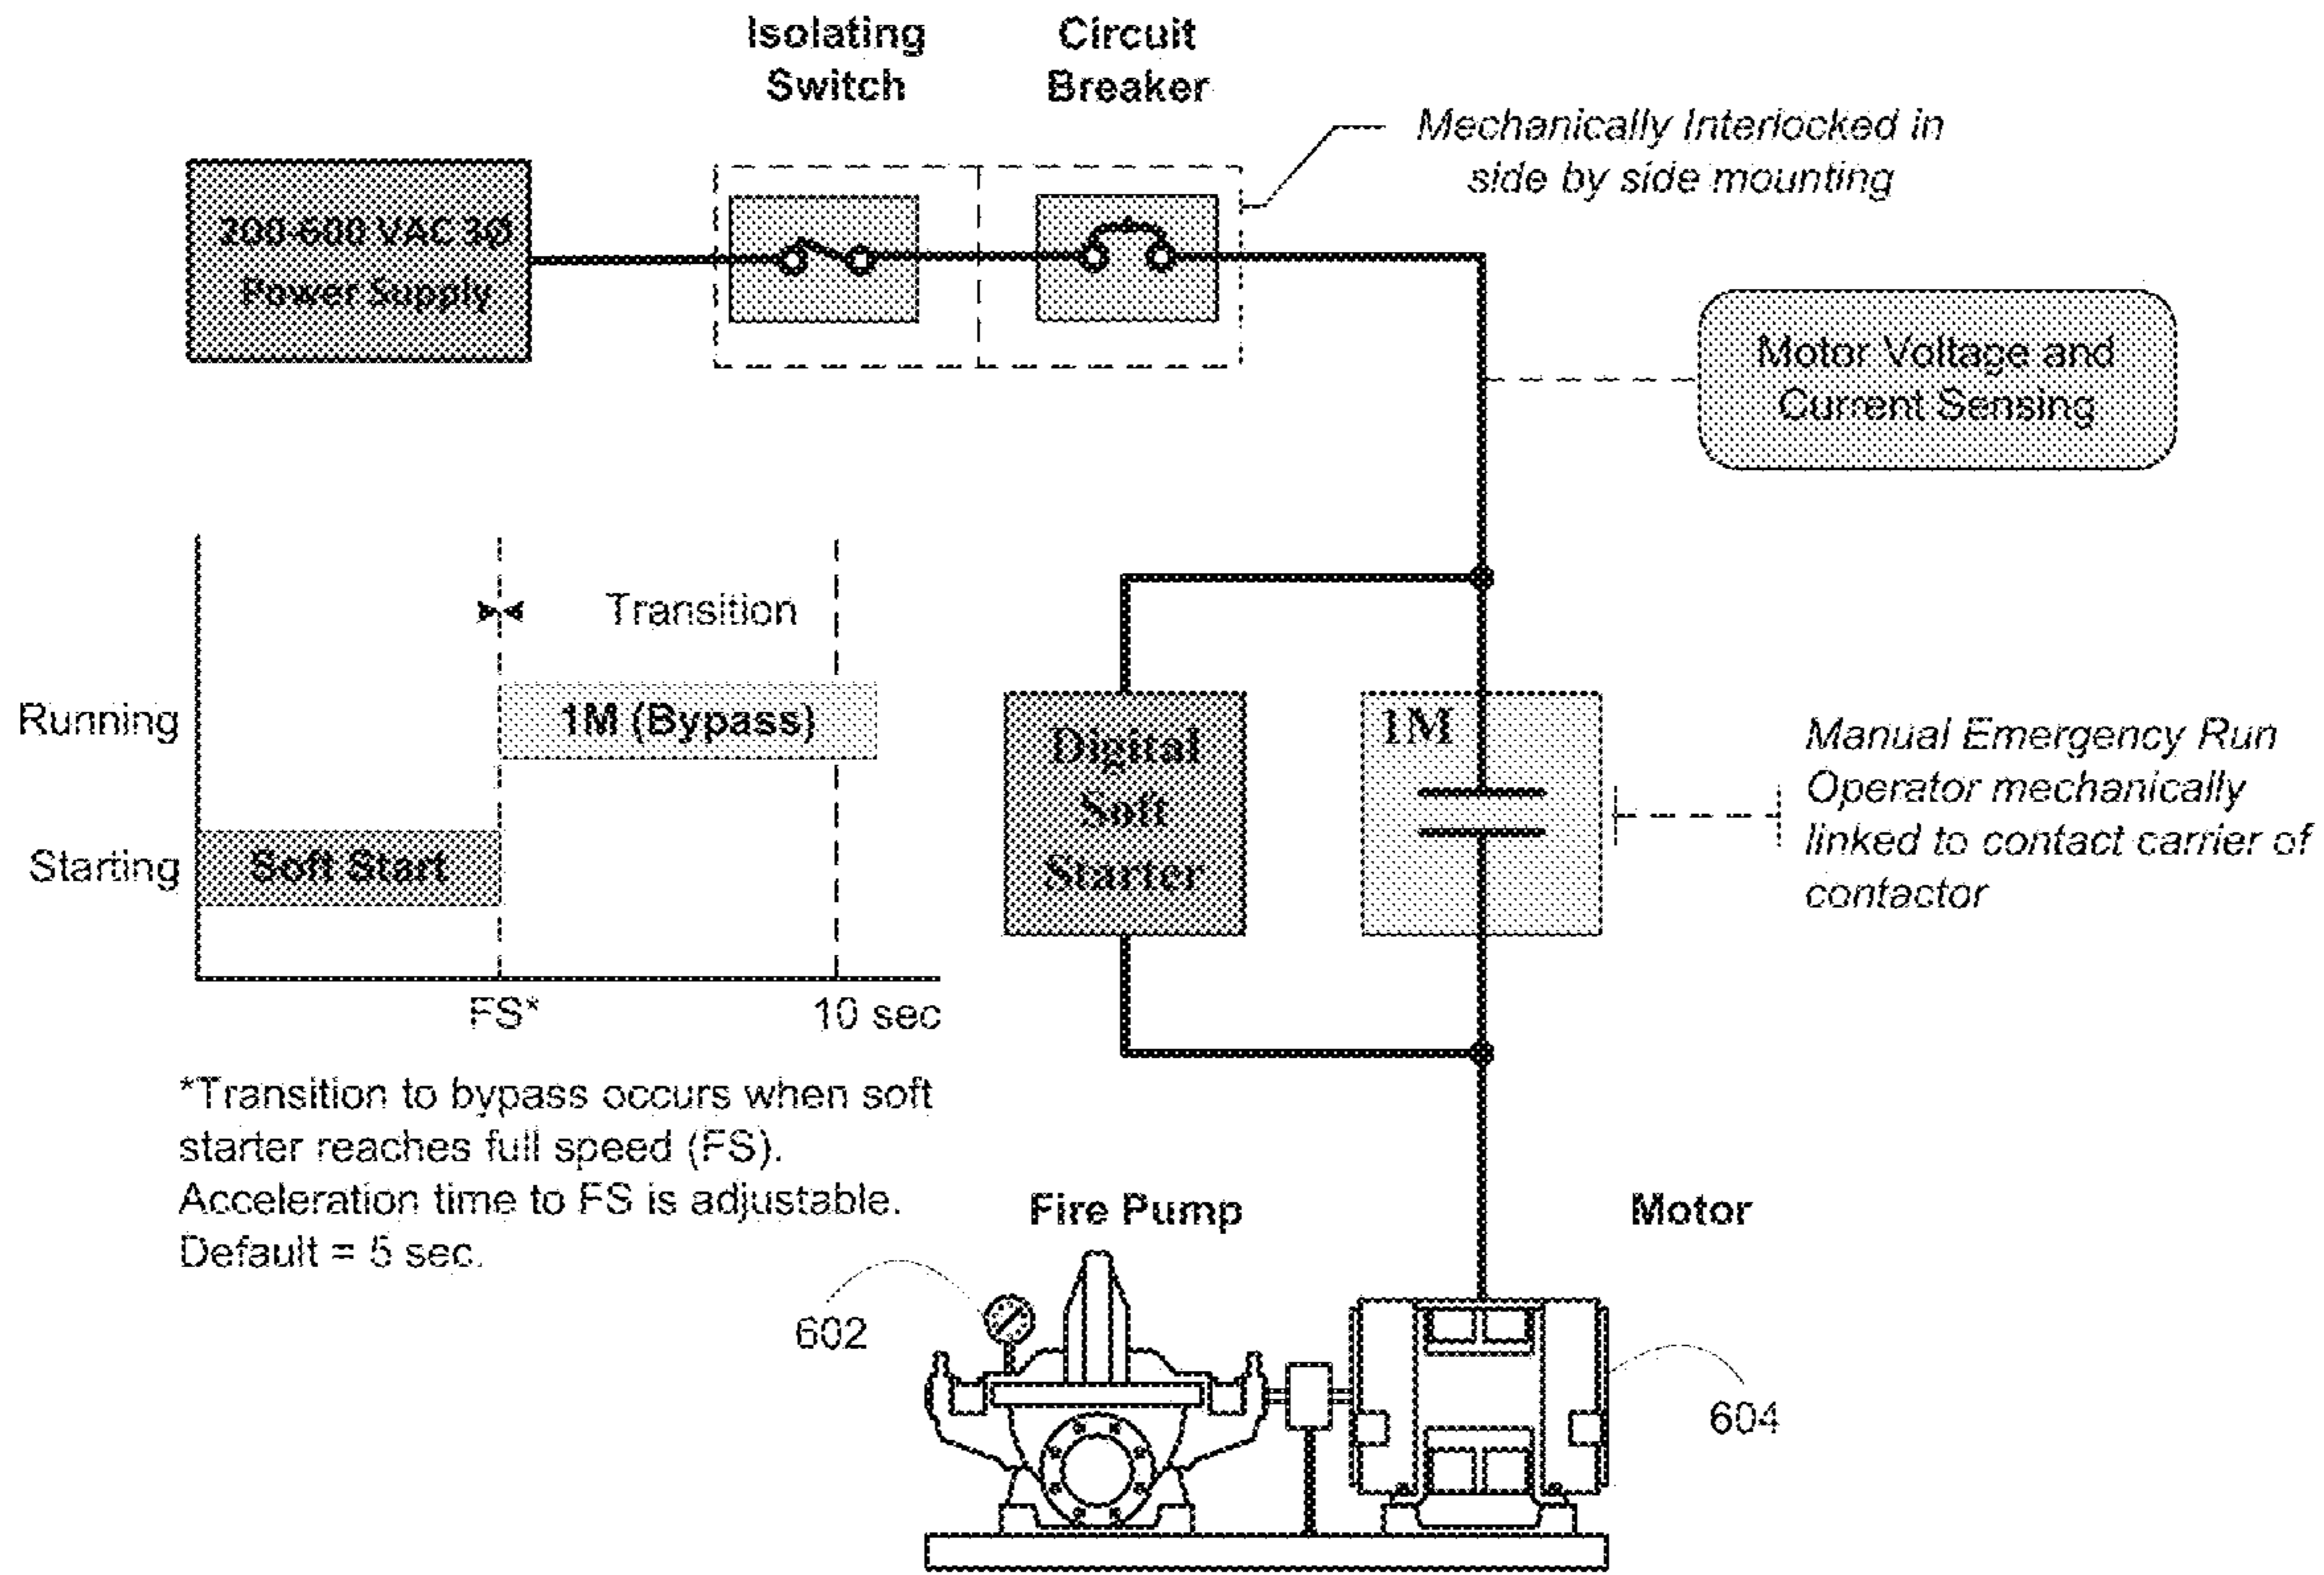 Isolating
Switch
Circuit
Breaker
Mechanically Interlocked in
side by side mounting
200-600 VAC 3Ø
Power Supply
Motor Voltage and
Current Sensing
Transition
Running
1M (Bypass)
Starting
Soft Start
FS*
10 sec
Digital
Soft
Starter
1M
Manual Emergency Run
Operator mechanically
linked to contact carrier of
contactor
*Transition to bypass occurs when soft
starter reaches full speed (FS).
Acceleration time to FS is adjustable.
Default = 5 sec.
Fire Pump
Motor
602
604